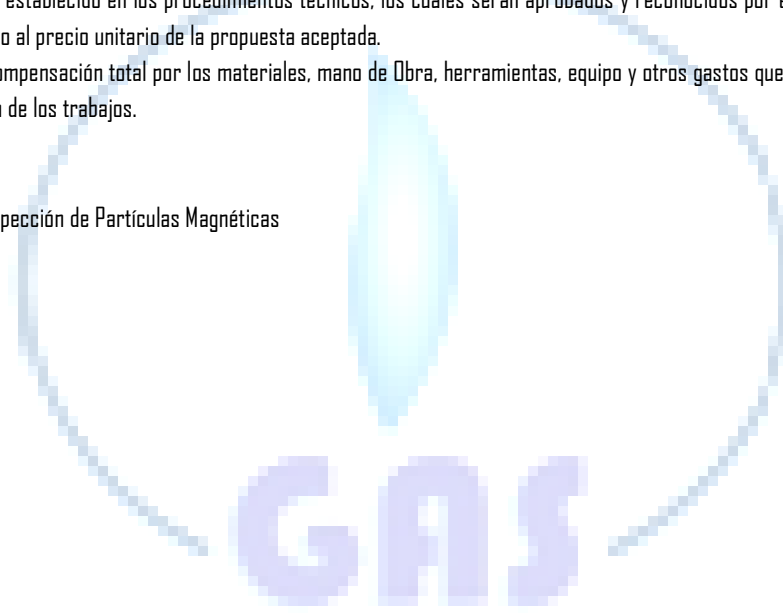 establecido en los procedimientos técnicos, los cuales serán aprobados y reconocidos por
o al precio unitario de la propuesta aceptada.
ompensación total por los materiales, mano de Obra, herramientas, equipo y otros gastos que
de los trabajos.
pección de Partículas Magnéticas
GAS